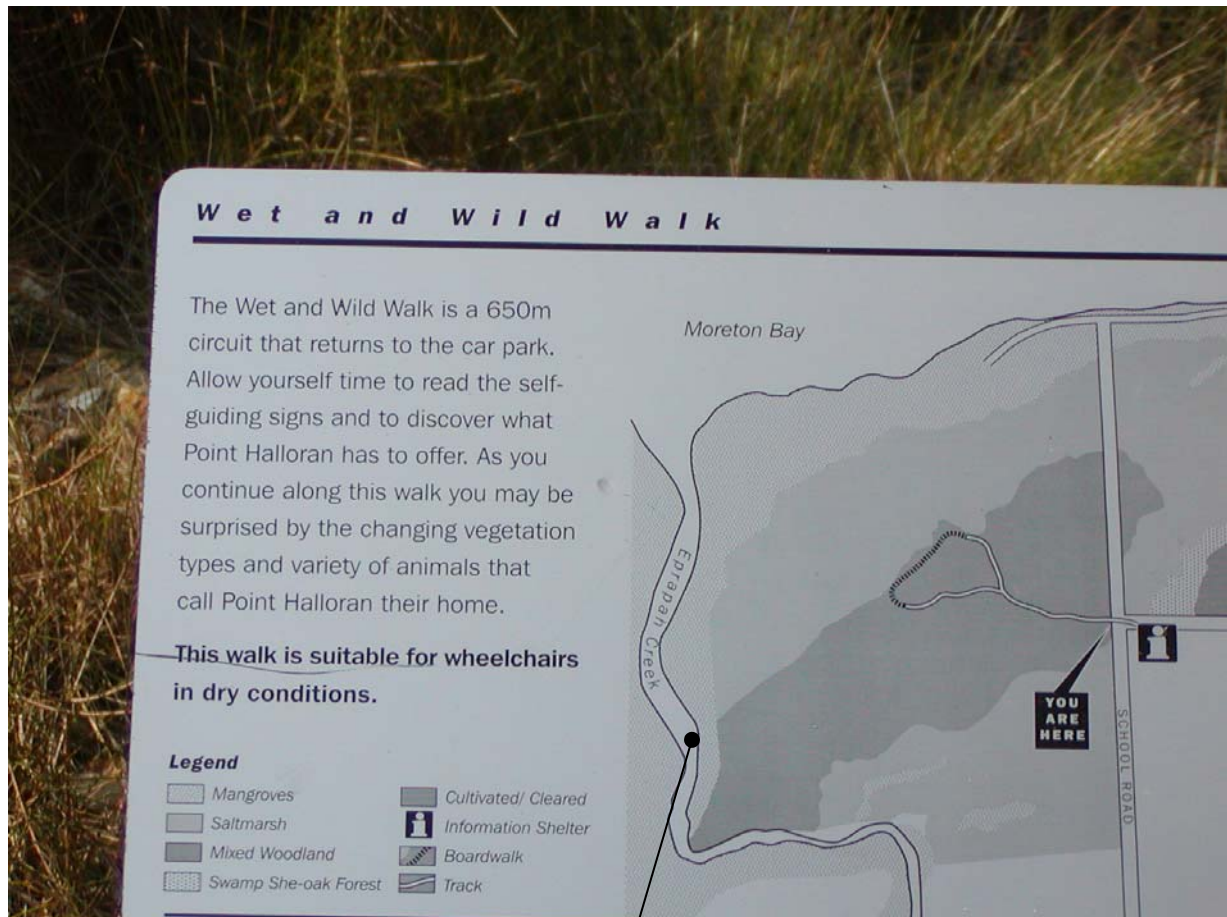 Wet and Wild Walk
The Wet and Wild Walk is a 650m
circuit that returns to the car park.
Allow yourself time to read the self-
guiding signs and to discover what
Point Halloran has to offer. As you
continue along this walk you may be
surprised by the changing vegetation
types and variety of animals that
call Point Halloran their home.
This walk is suitable for wheelchairs
in dry conditions.
Legend
Mangroves
Saltmarsh
Mixed Woodland
Swamp She-oak Forest
Cultivated/ Cleared
Information Shelter
Boardwalk
Track
Moreton Bay
Eprapan Creek
i
YOU
ARE
HERE
SCHOOL ROAD